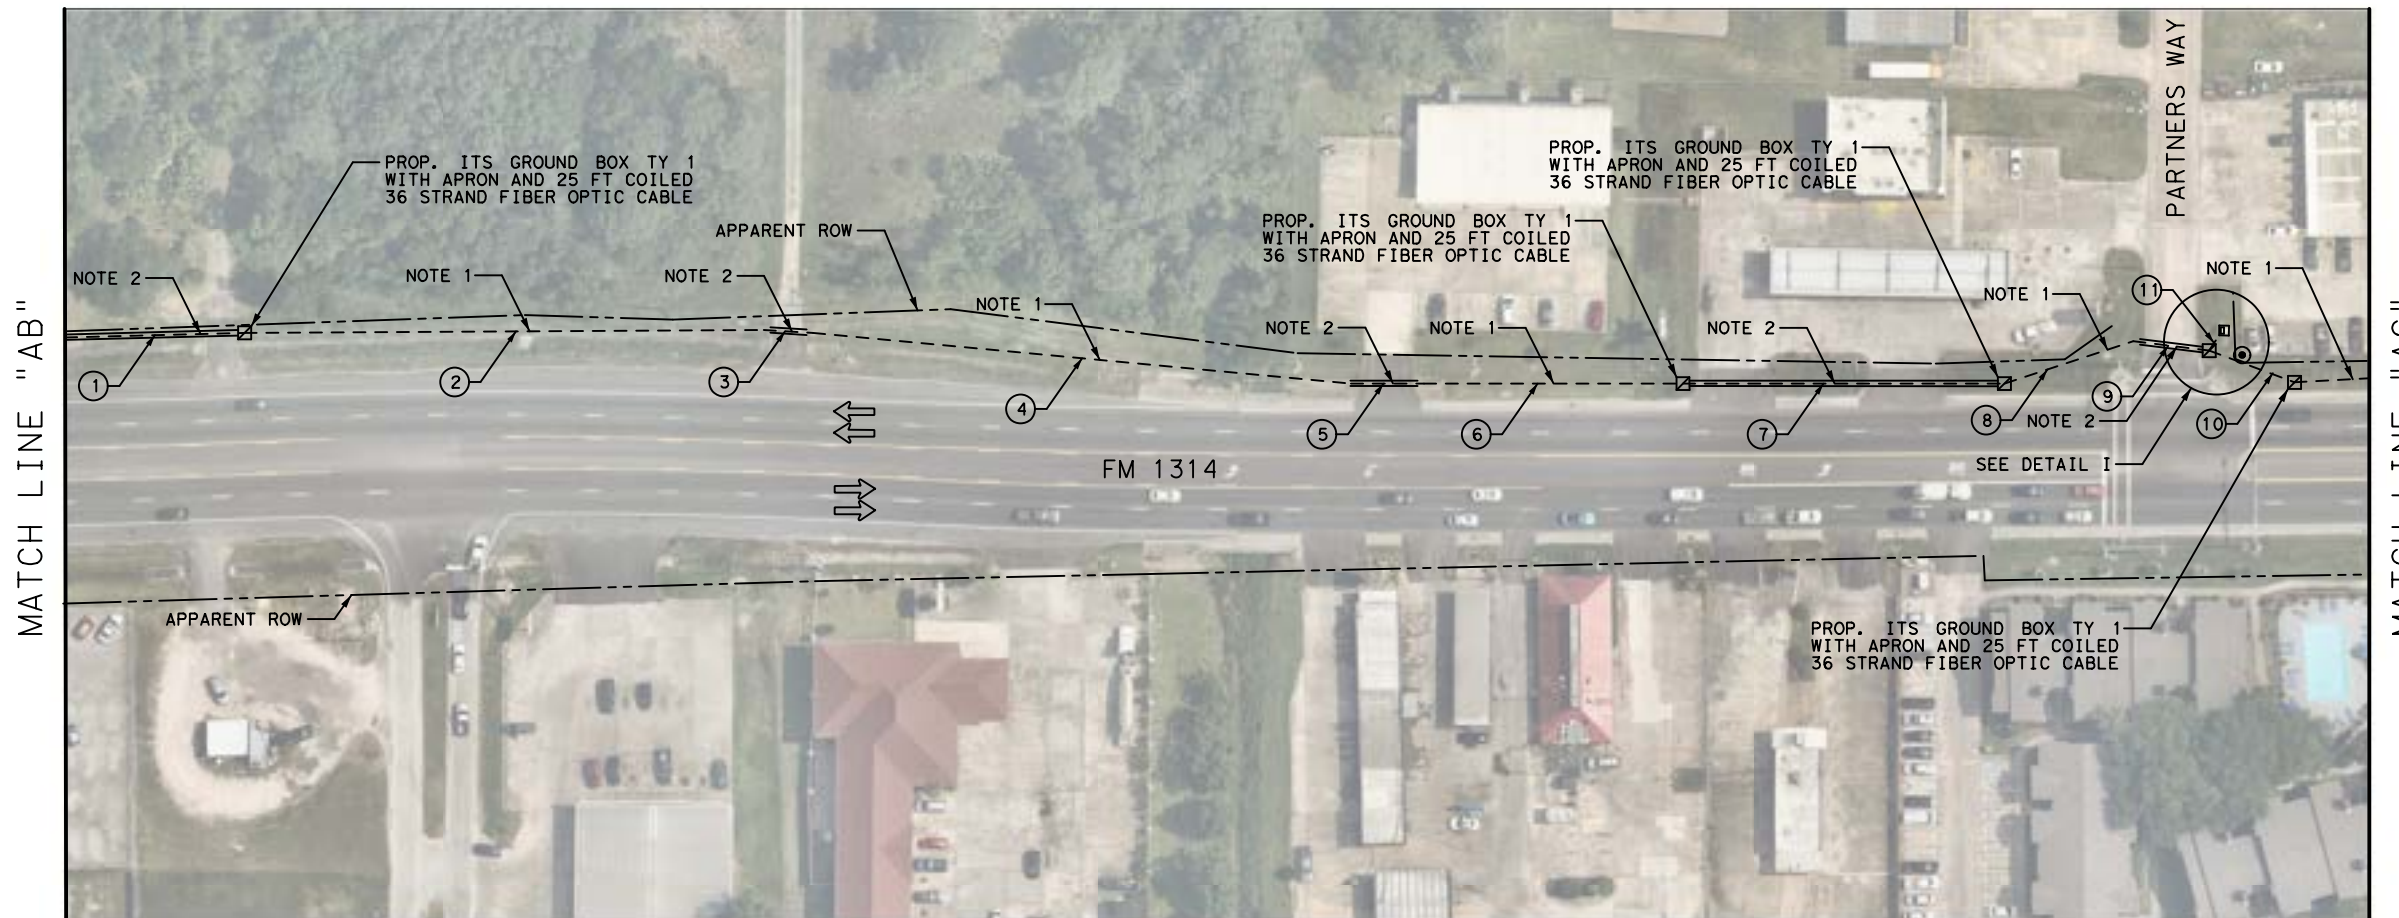 MATCH LINE "AB"
PARTNERS WAY
PROP. ITS GROUND BOX TY 1
WITH APRON AND 25 FT COILED
36 STRAND FIBER OPTIC CABLE
PROP. ITS GROUND BOX TY 1
WITH APRON AND 25 FT COILED
36 STRAND FIBER OPTIC CABLE
PROP. ITS GROUND BOX TY 1
WITH APRON AND 25 FT COILED
36 STRAND FIBER OPTIC CABLE
APPARENT ROW
NOTE 2
NOTE 1
NOTE 2
NOTE 1
NOTE 2
NOTE 1
NOTE 2
NOTE 1
11
NOTE 1
1
2
3
4
5
6
7
8
NOTE 2
9
10
SEE DETAIL I
FM 1314
APPARENT ROW
PROP. ITS GROUND BOX TY 1
WITH APRON AND 25 FT COILED
36 STRAND FIBER OPTIC CABLE